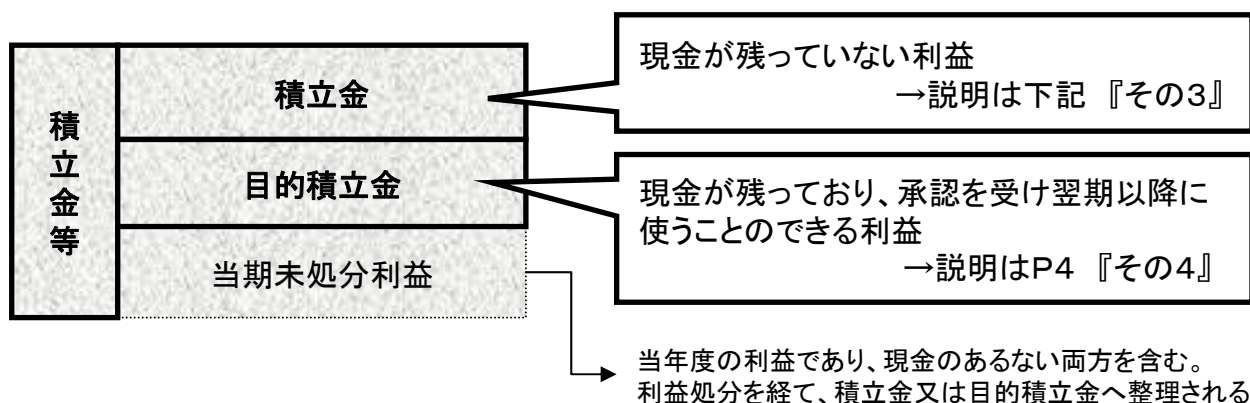 積立金等
積立金
目的積立金
当期未処分利益
現金が残っていない利益
→説明は下記 『その3』
現金が残っており、承認を受け翌期以降に
使うことのできる利益
→説明はP4 『その4』
当年度の利益であり、現金のあるない両方を含む。
利益処分を経て、積立金又は目的積立金へ整理される